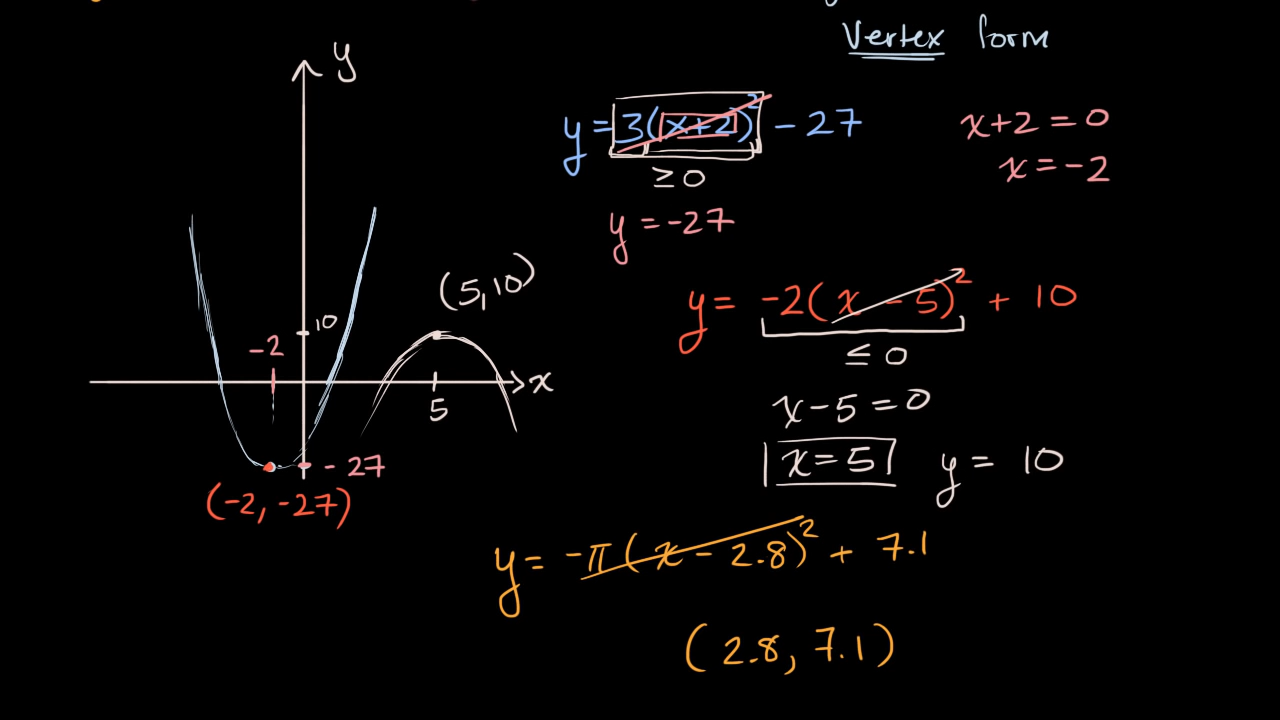 Vertex form
y
y = 3(x+2)² - 27
x+2 = 0
≥ 0
x = -2
y = -27
(5,10)
y = -2(x - 5)² + 10
10
-2
≤ 0
x
5
x-5 = 0
-27
x=5 y = 10
(-2, -27)
y = -π(x - 2.8)² + 7.1
(2.8, 7.1)